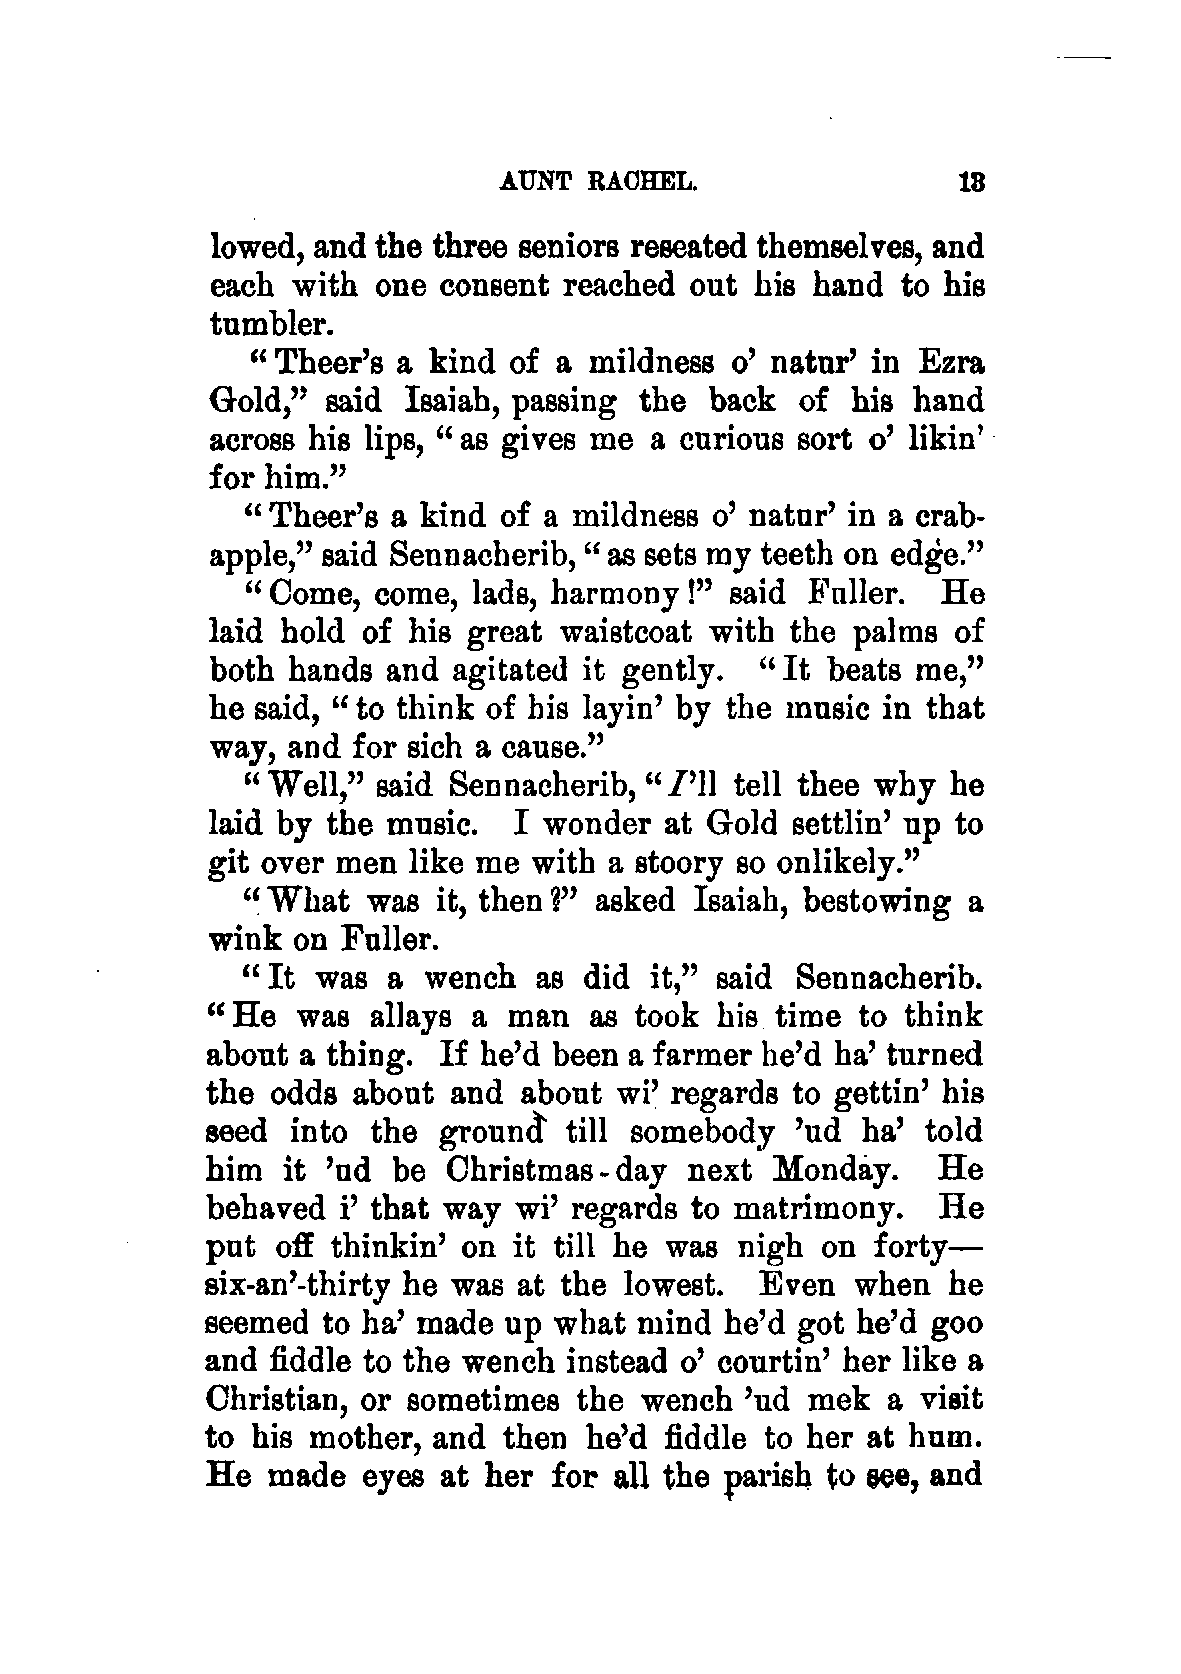 AUNT RACHEL. 13
lowed, and the three seniors reseated themselves, and
each with one consent reached out his hand to his
tumbler.
“Theer’s a kind of a mildness o’ natur’ in Ezra
Gold,” said Isaiah, passing the back of his hand
across his lips, “as gives me a curious sort o’ likin’
for him.”
“Theer’s a kind of a mildness o’ natur’ in a crab-
apple,” said Sennacherib, “as sets my teeth on edge.”
“Come, come, lads, harmony!” said Fuller. He
laid hold of his great waistcoat with the palms of
both hands and agitated it gently. “It beats me,”
he said, “to think of his layin’ by the music in that
way, and for sich a cause.”
“Well,” said Sennacherib, “I’ll tell thee why he
laid by the music. I wonder at Gold settlin’ up to
git over men like me with a stoory so onlikely.”
“What was it, then?” asked Isaiah, bestowing a
wink on Fuller.
“It was a wench as did it,” said Sennacherib.
“He was allays a man as took his time to think
about a thing. If he’d been a farmer he’d ha’ turned
the odds about and about wi’ regards to gettin’ his
seed into the ground till somebody ’ud ha’ told
him it ’ud be Christmas-day next Monday. He
behaved i’ that way wi’ regards to matrimony. He
put off thinkin’ on it till he was nigh on forty—
six-an’-thirty he was at the lowest. Even when he
seemed to ha’ made up what mind he’d got he’d goo
and fiddle to the wench instead o’ courtin’ her like a
Christian, or sometimes the wench ’ud mek a visit
to his mother, and then he’d fiddle to her at hum.
He made eyes at her for all the parish to see, and